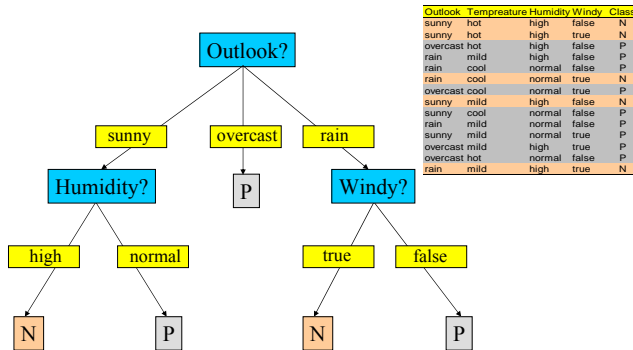 Outlook Tempreature Humidity Windy Class
sunny hot high false N
sunny hot high true N
overcast hot high false P
rain mild high false P
rain cool normal false P
rain cool normal true N
overcast cool normal true P
sunny mild high false N
sunny cool normal false P
rain mild normal false P
sunny mild normal true P
overcast mild high true P
overcast hot normal false P
rain mild high true N
Outlook?
sunny overcast rain
Humidity? P Windy?
high normal true false
N P N P